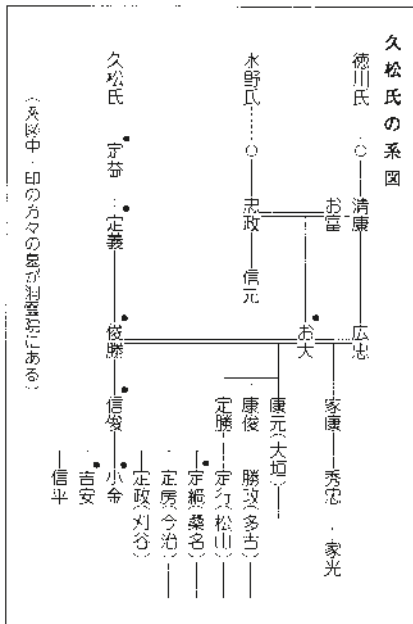 久松氏の系図
徳川氏 ○ 清康 広忠 家康 秀忠 家光
お富
水野氏 ○ 忠政 信元
お大
康元(大垣)
康俊 勝政(多古)
定勝 定行(松山)
定綱(桑名)
定房(今治)
定政(刈谷)
久松氏 定益 定義 俊勝 信俊 小金
吉安
信平
(系図中・印の方々の墓が洞雲院にある)